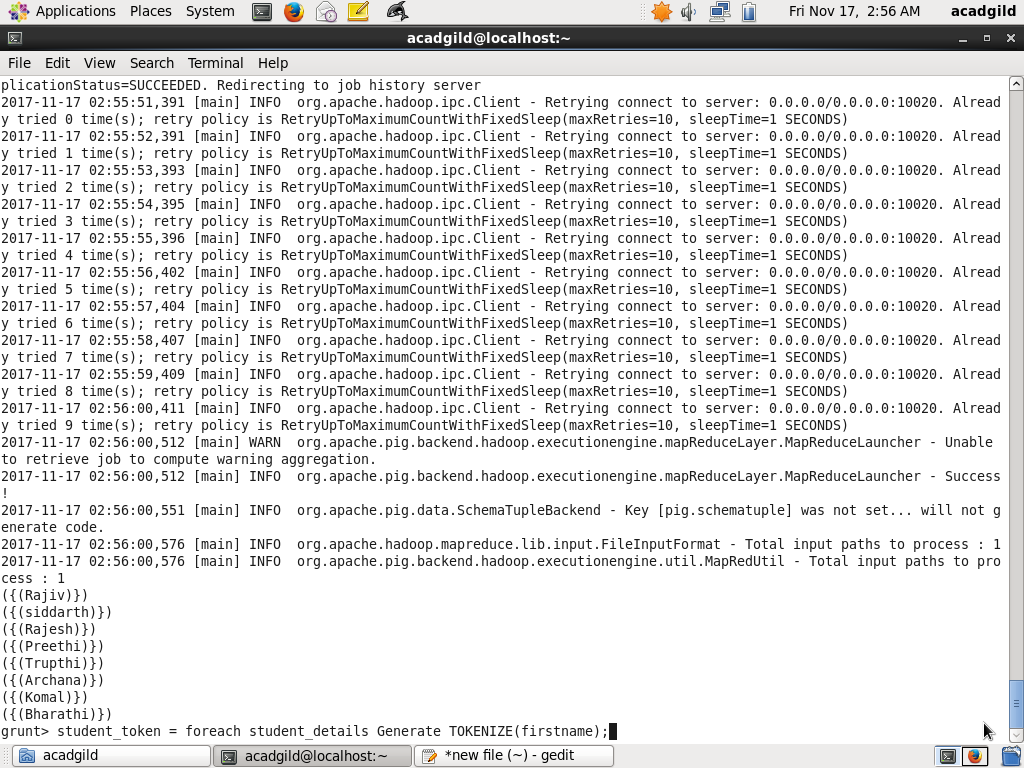 Applications Places System Fri Nov 17, 2:56 AM acadgild
acadgild@localhost:~
File Edit View Search Terminal Help
plicationStatus=SUCCEEDED. Redirecting to job history server
2017-11-17 02:55:51,391 [main] INFO  org.apache.hadoop.ipc.Client - Retrying connect to server: 0.0.0.0/0.0.0.0:10020. Alread
y tried 0 time(s); retry policy is RetryUpToMaximumCountWithFixedSleep(maxRetries=10, sleepTime=1 SECONDS)
2017-11-17 02:55:52,391 [main] INFO  org.apache.hadoop.ipc.Client - Retrying connect to server: 0.0.0.0/0.0.0.0:10020. Alread
y tried 1 time(s); retry policy is RetryUpToMaximumCountWithFixedSleep(maxRetries=10, sleepTime=1 SECONDS)
2017-11-17 02:55:53,393 [main] INFO  org.apache.hadoop.ipc.Client - Retrying connect to server: 0.0.0.0/0.0.0.0:10020. Alread
y tried 2 time(s); retry policy is RetryUpToMaximumCountWithFixedSleep(maxRetries=10, sleepTime=1 SECONDS)
2017-11-17 02:55:54,395 [main] INFO  org.apache.hadoop.ipc.Client - Retrying connect to server: 0.0.0.0/0.0.0.0:10020. Alread
y tried 3 time(s); retry policy is RetryUpToMaximumCountWithFixedSleep(maxRetries=10, sleepTime=1 SECONDS)
2017-11-17 02:55:55,396 [main] INFO  org.apache.hadoop.ipc.Client - Retrying connect to server: 0.0.0.0/0.0.0.0:10020. Alread
y tried 4 time(s); retry policy is RetryUpToMaximumCountWithFixedSleep(maxRetries=10, sleepTime=1 SECONDS)
2017-11-17 02:55:56,402 [main] INFO  org.apache.hadoop.ipc.Client - Retrying connect to server: 0.0.0.0/0.0.0.0:10020. Alread
y tried 5 time(s); retry policy is RetryUpToMaximumCountWithFixedSleep(maxRetries=10, sleepTime=1 SECONDS)
2017-11-17 02:55:57,404 [main] INFO  org.apache.hadoop.ipc.Client - Retrying connect to server: 0.0.0.0/0.0.0.0:10020. Alread
y tried 6 time(s); retry policy is RetryUpToMaximumCountWithFixedSleep(maxRetries=10, sleepTime=1 SECONDS)
2017-11-17 02:55:58,407 [main] INFO  org.apache.hadoop.ipc.Client - Retrying connect to server: 0.0.0.0/0.0.0.0:10020. Alread
y tried 7 time(s); retry policy is RetryUpToMaximumCountWithFixedSleep(maxRetries=10, sleepTime=1 SECONDS)
2017-11-17 02:55:59,409 [main] INFO  org.apache.hadoop.ipc.Client - Retrying connect to server: 0.0.0.0/0.0.0.0:10020. Alread
y tried 8 time(s); retry policy is RetryUpToMaximumCountWithFixedSleep(maxRetries=10, sleepTime=1 SECONDS)
2017-11-17 02:56:00,411 [main] INFO  org.apache.hadoop.ipc.Client - Retrying connect to server: 0.0.0.0/0.0.0.0:10020. Alread
y tried 9 time(s); retry policy is RetryUpToMaximumCountWithFixedSleep(maxRetries=10, sleepTime=1 SECONDS)
2017-11-17 02:56:00,512 [main] WARN  org.apache.pig.backend.hadoop.executionengine.mapReduceLayer.MapReduceLauncher - Unable
to retrieve job to compute warning aggregation.
2017-11-17 02:56:00,512 [main] INFO  org.apache.pig.backend.hadoop.executionengine.mapReduceLayer.MapReduceLauncher - Success
!
2017-11-17 02:56:00,551 [main] INFO  org.apache.pig.data.SchemaTupleBackend - Key [pig.schematuple] was not set... will not g
enerate code.
2017-11-17 02:56:00,576 [main] INFO  org.apache.hadoop.mapreduce.lib.input.FileInputFormat - Total input paths to process : 1
2017-11-17 02:56:00,576 [main] INFO  org.apache.pig.backend.hadoop.executionengine.util.MapRedUtil - Total input paths to pro
cess : 1
({(Rajiv)})
({(siddarth)})
({(Rajesh)})
({(Preethi)})
({(Trupthi)})
({(Archana)})
({(Komal)})
({(Bharathi)})
grunt> student_token = foreach student_details Generate TOKENIZE(firstname);
acadgild acadgild@localhost:~ *new file (~) - gedit